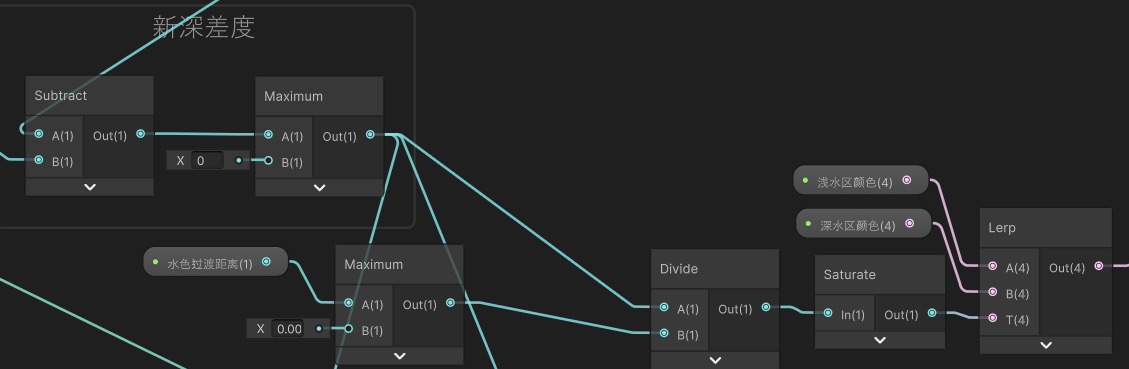 新深差度
Subtract
A(1) Out(1)
B(1)
Maximum
A(1) Out(1)
B(1)
X 0
水色过渡距离(1)
Maximum
A(1) Out(1)
B(1)
X 0.00
Divide
A(1) Out(1)
B(1)
Saturate
In(1) Out(1)
浅水区颜色(4)
深水区颜色(4)
Lerp
A(4) Out(4)
B(4)
T(4)